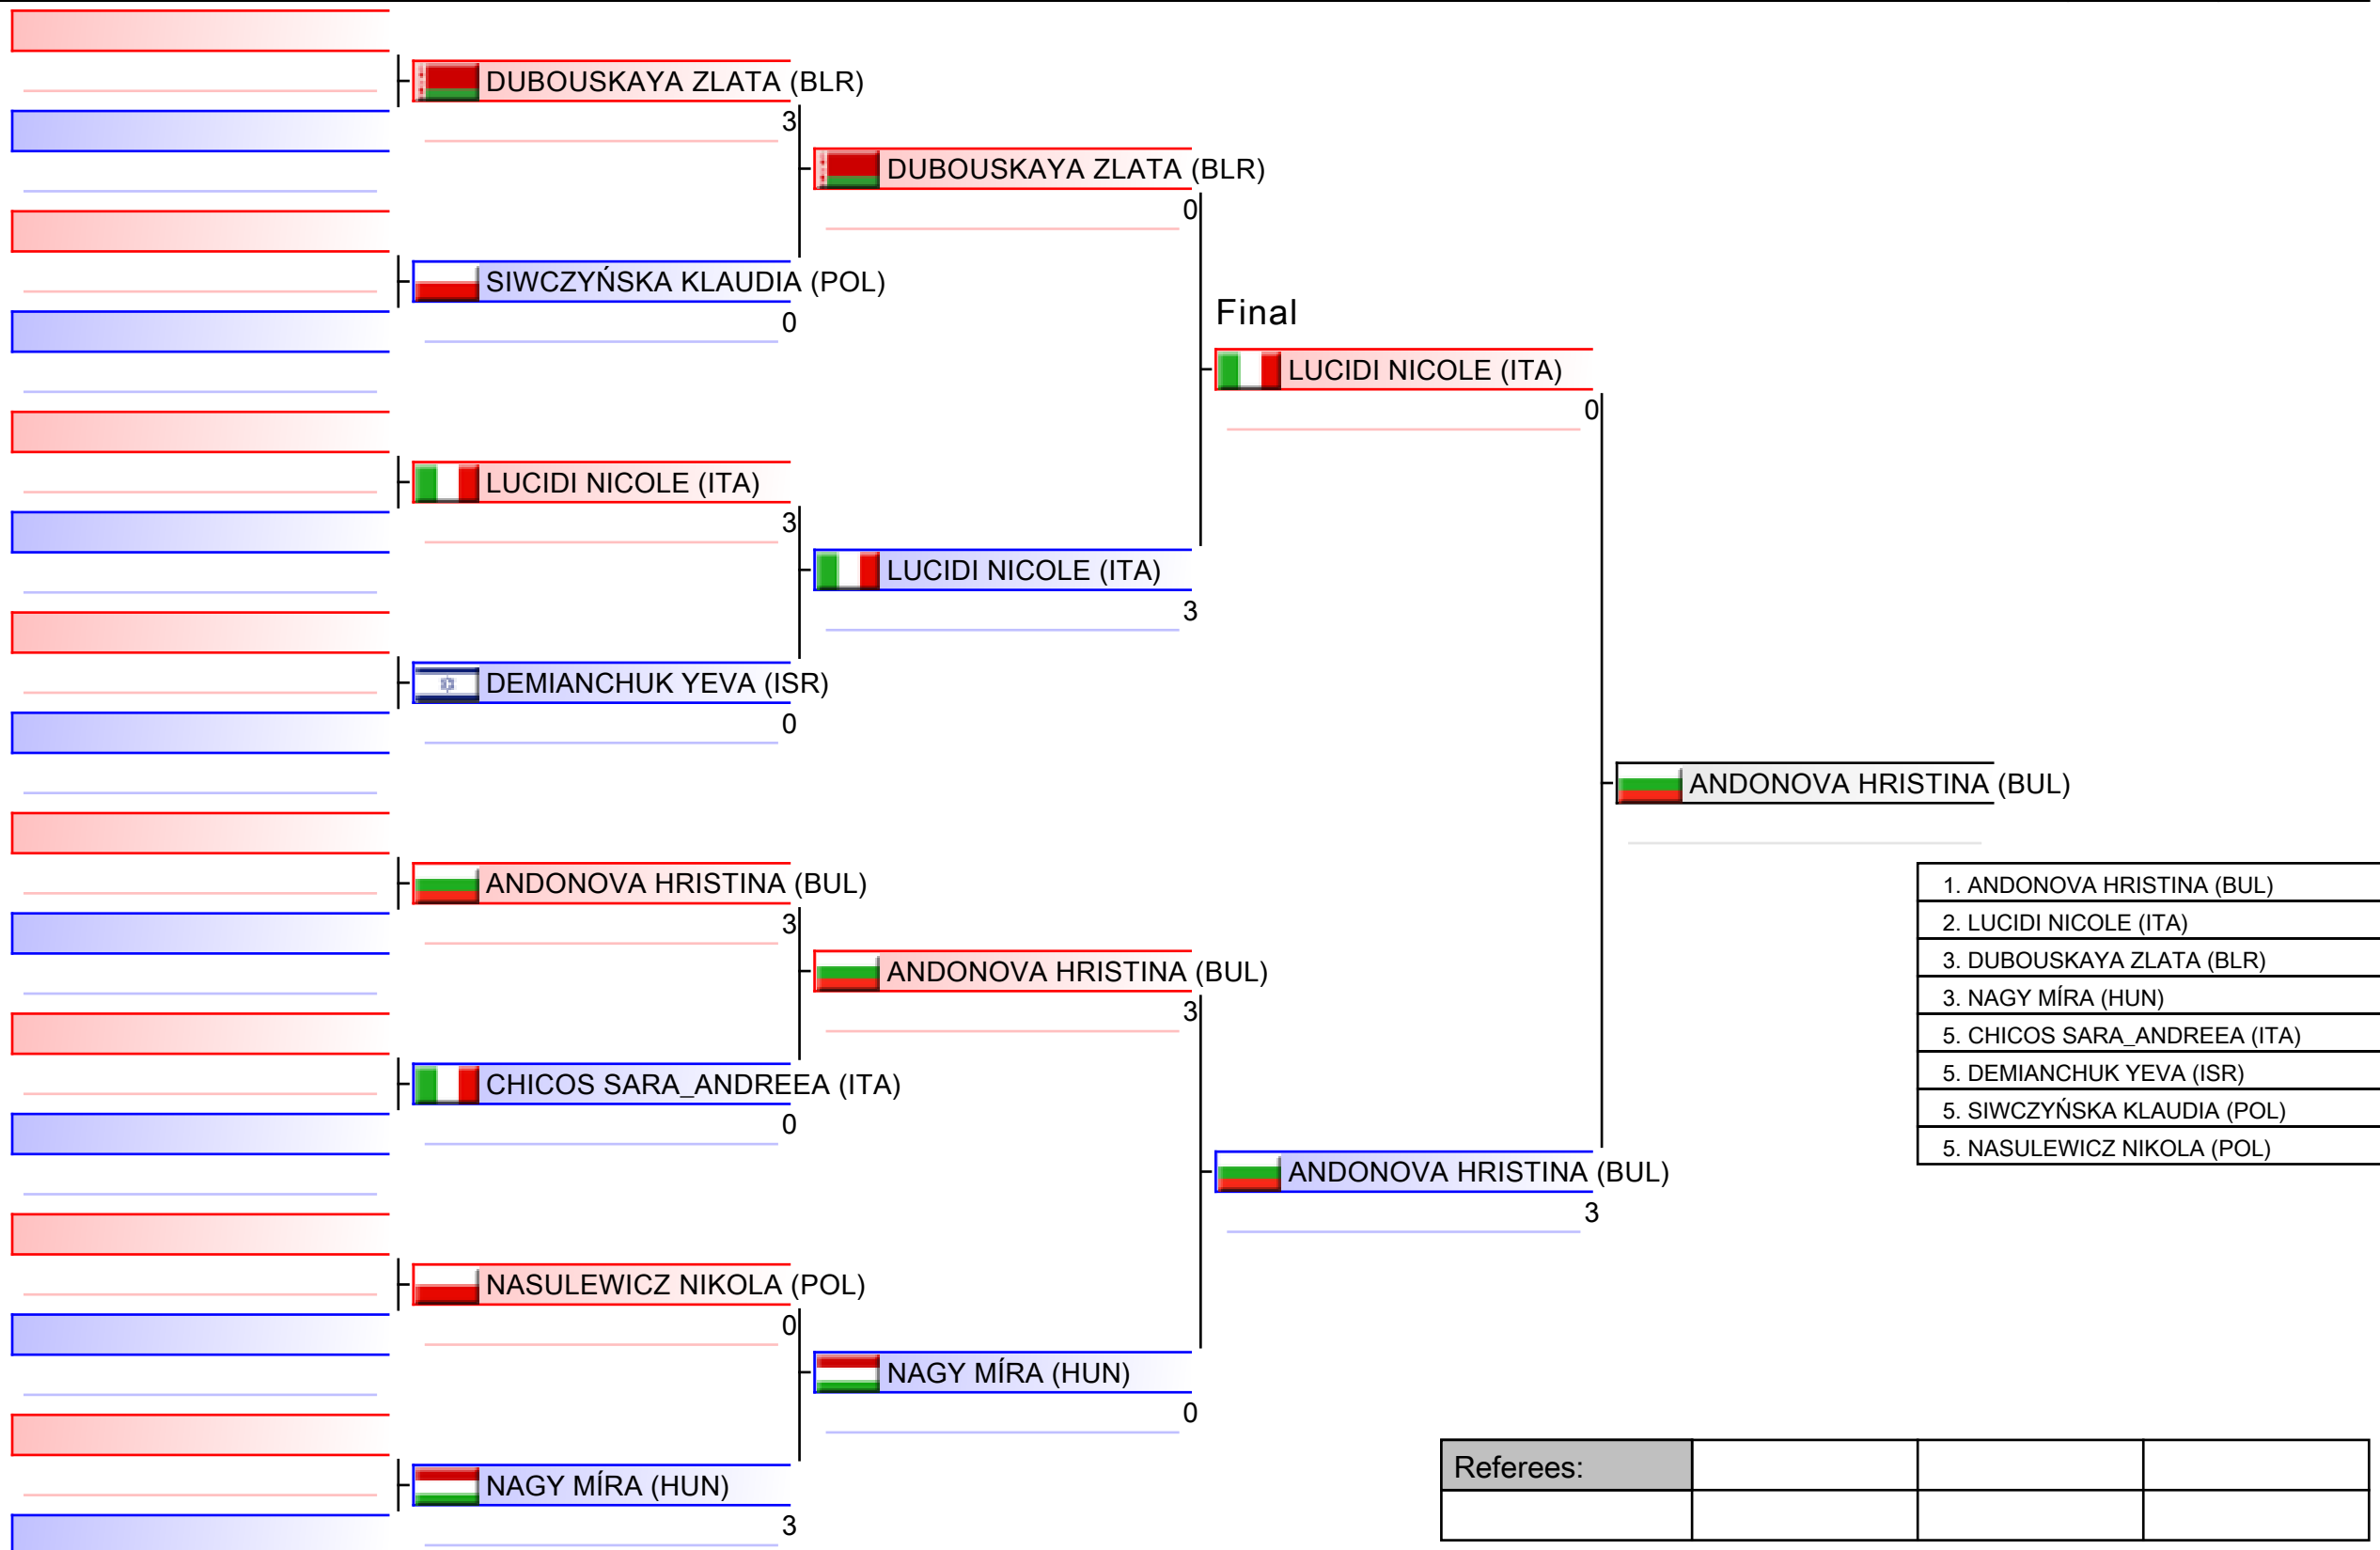 DUBOUSKAYA ZLATA (BLR)
3
DUBOUSKAYA ZLATA (BLR)
0
SIWCZYŃSKA KLAUDIA (POL)
0
Final
LUCIDI NICOLE (ITA)
0
LUCIDI NICOLE (ITA)
3
LUCIDI NICOLE (ITA)
3
DEMIANCHUK YEVA (ISR)
0
ANDONOVA HRISTINA (BUL)
ANDONOVA HRISTINA (BUL)
3
ANDONOVA HRISTINA (BUL)
3
CHICOS SARA_ANDREEA (ITA)
0
ANDONOVA HRISTINA (BUL)
3
NASULEWICZ NIKOLA (POL)
0
NAGY MÍRA (HUN)
0
NAGY MÍRA (HUN)
3
1. ANDONOVA HRISTINA (BUL)
2. LUCIDI NICOLE (ITA)
3. DUBOUSKAYA ZLATA (BLR)
3. NAGY MÍRA (HUN)
5. CHICOS SARA_ANDREEA (ITA)
5. DEMIANCHUK YEVA (ISR)
5. SIWCZYŃSKA KLAUDIA (POL)
5. NASULEWICZ NIKOLA (POL)
Referees: